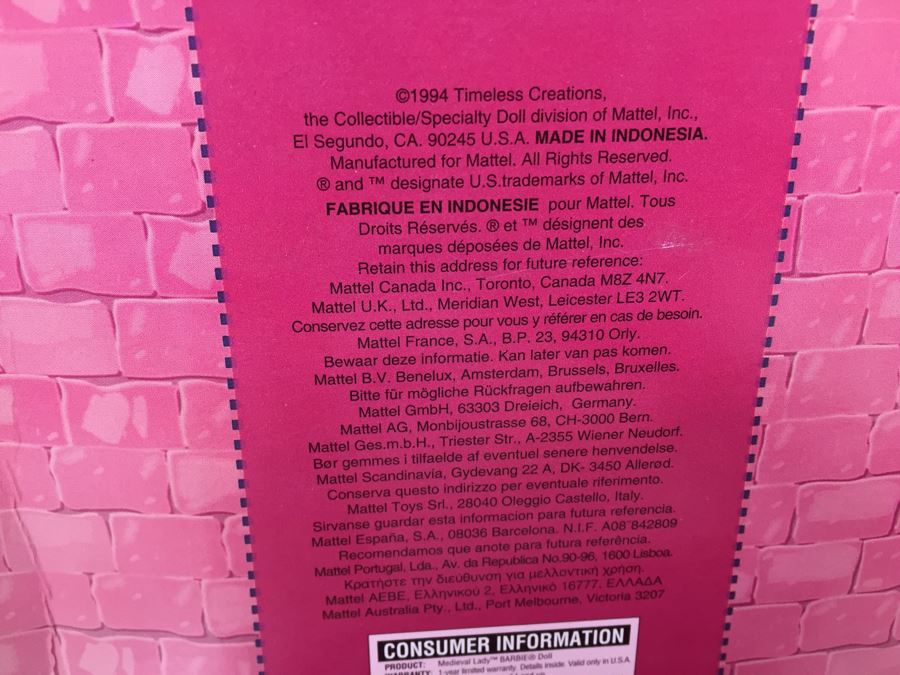 ©1994 Timeless Creations,
the Collectible/Specialty Doll division of Mattel, Inc.,
El Segundo, CA. 90245 U.S.A. MADE IN INDONESIA.
Manufactured for Mattel. All Rights Reserved.
® and ™ designate U.S.trademarks of Mattel, Inc.
FABRIQUE EN INDONESIE pour Mattel. Tous
Droits Réservés. ® et ™ désignent des
marques déposées de Mattel, Inc.
Retain this address for future reference:
Mattel Canada Inc., Toronto, Canada M8Z 4N7.
Mattel U.K., Ltd., Meridian West, Leicester LE3 2WT.
Conservez cette adresse pour vous y référer en cas de besoin.
Mattel France, S.A., B.P. 23, 94310 Orly.
Bewaar deze informatie. Kan later van pas komen.
Mattel B.V. Benelux, Amsterdam, Brussels, Bruxelles.
Bitte für mögliche Rückfragen aufbewahren.
Mattel GmbH, 63303 Dreieich, Germany.
Mattel AG, Monbijoustrasse 68, CH-3000 Bern.
Mattel Ges.m.b.H., Triester Str., A-2355 Wiener Neudorf.
Bør gemmes i tilfaelde af eventuel senere henvendelse.
Mattel Scandinavia, Gydevang 22 A, DK- 3450 Allerød.
Conserva questo indirizzo per eventuale riferimento.
Mattel Toys Srl., 28040 Oleggio Castello, Italy.
Sirvanse guardar esta informacion para futura referencia.
Mattel España, S.A., 08036 Barcelona. N.I.F. A08 842809
Recomendamos que anote para futura referência.
Mattel Portugal, Lda., Av. da Republica No.90-96, 1600 Lisboa.
Κρατήστε την διεύθυνση για μελλοντική χρήση.
Mattel AEBE, Ελληνικού 2, Ελληνικό 16777, ΕΛΛΑΔΑ
Mattel Australia Pty., Ltd., Port Melbourne, Victoria 3207
CONSUMER INFORMATION
PRODUCT: Medieval Lady™ BARBIE® Doll
WARRANTY: 1-year limited warranty. Details inside. Valid only in U.S.A.